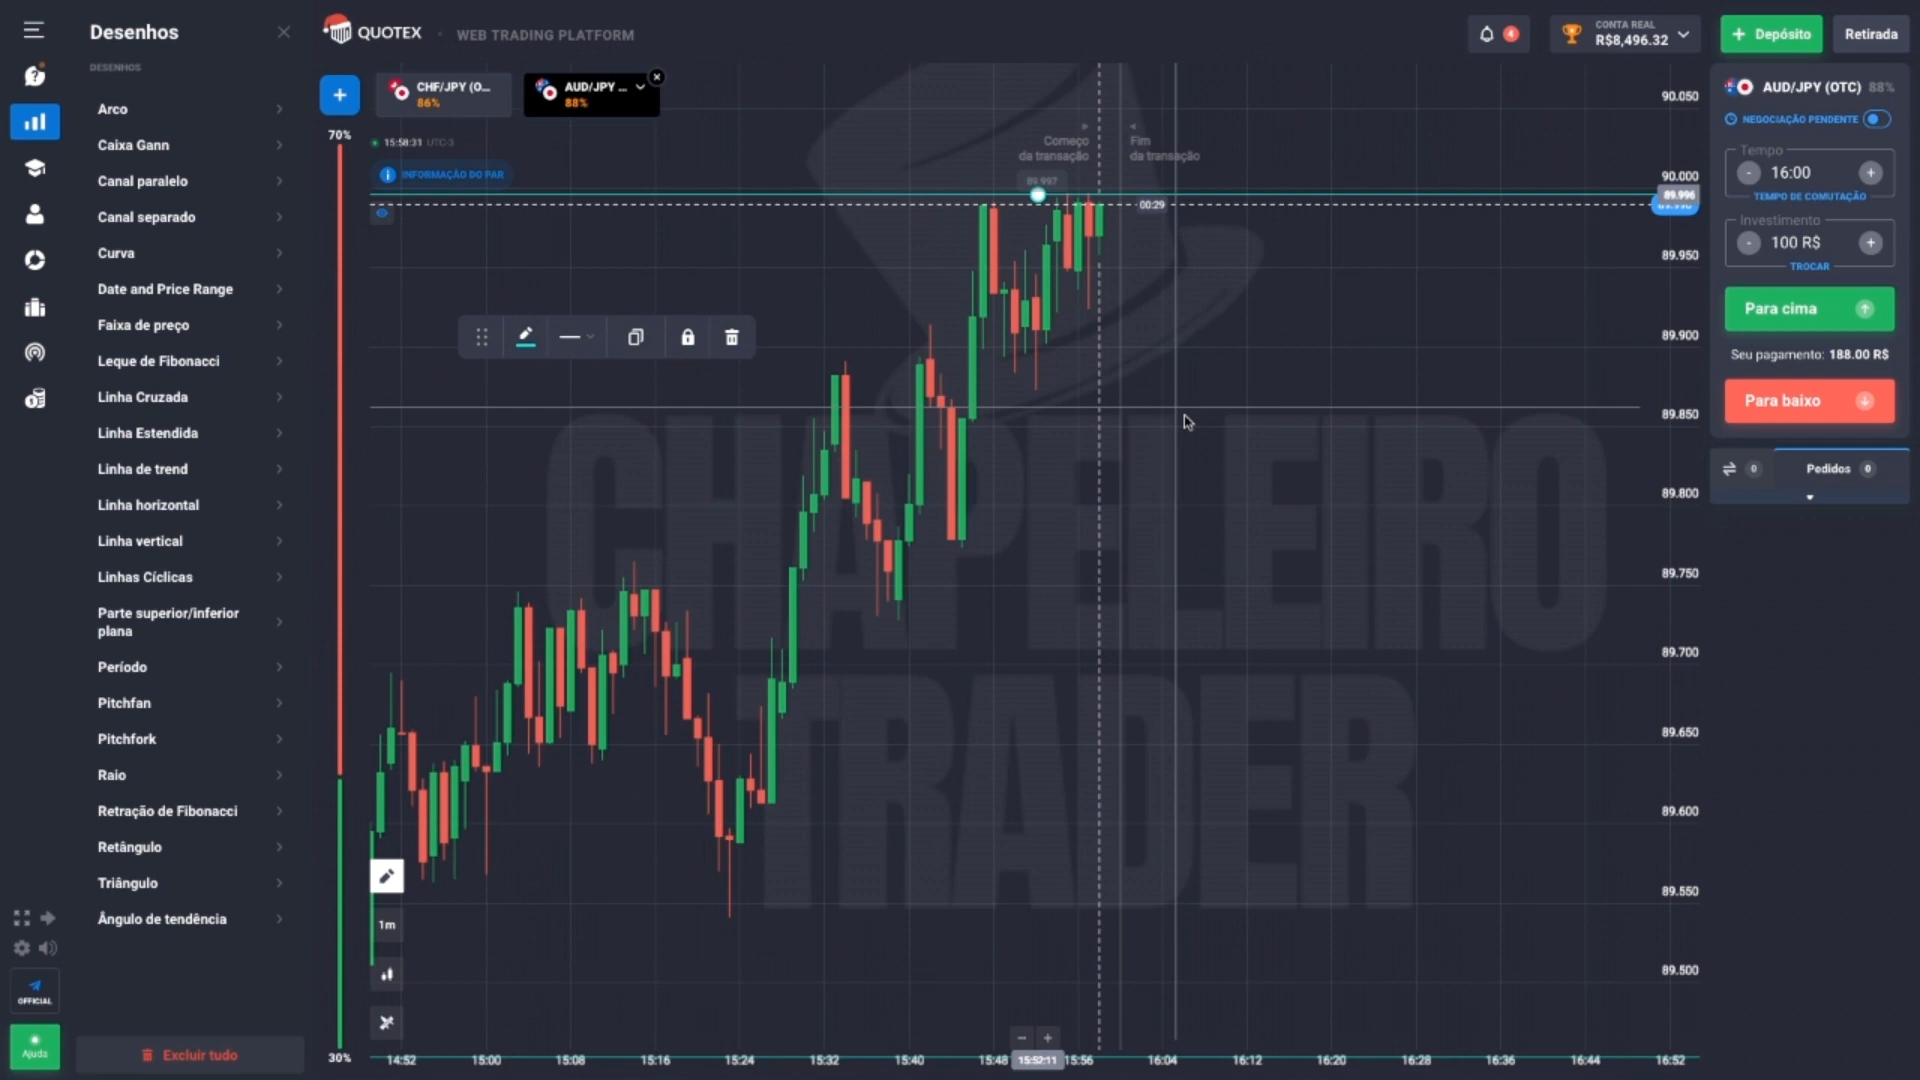 Desenhos
DESENHOS
Arco
Caixa Gann
Canal paralelo
Canal separado
Curva
Date and Price Range
Faixa de preço
Leque de Fibonacci
Linha Cruzada
Linha Estendida
Linha de trend
Linha horizontal
Linha vertical
Linhas Cíclicas
Parte superior/inferior
plana
Período
Pitchfan
Pitchfork
Raio
Retração de Fibonacci
Retângulo
Triângulo
Ângulo de tendência
Excluir tudo
OFFICIAL
Ajuda
QUOTEX
WEB TRADING PLATFORM
4
CONTA REAL
R$8,496.32
+ Depósito
Retirada
+
CHF/JPY (O...
86%
AUD/JPY ...
88%
70%
15:58:31 UTC-3
INFORMAÇÃO DO PAR
Começo
da transação
Fim
da transação
89.997
00:29
90.050
90.000
89.996
89.950
89.900
89.850
89.800
89.750
89.700
89.650
89.600
89.550
89.500
CHAPELEIRO
TRADER
1m
30%
14:52
15:00
15:08
15:16
15:24
15:32
15:40
15:48
15:52:11
15:56
16:04
16:12
16:20
16:28
16:36
16:44
16:52
AUD/JPY (OTC) 88%
NEGOCIAÇÃO PENDENTE
Tempo
- 16:00 +
TEMPO DE COMUTAÇÃO
Investimento
- 100 R$ +
TROCAR
Para cima
Seu pagamento: 188.00 R$
Para baixo
0
Pedidos 0